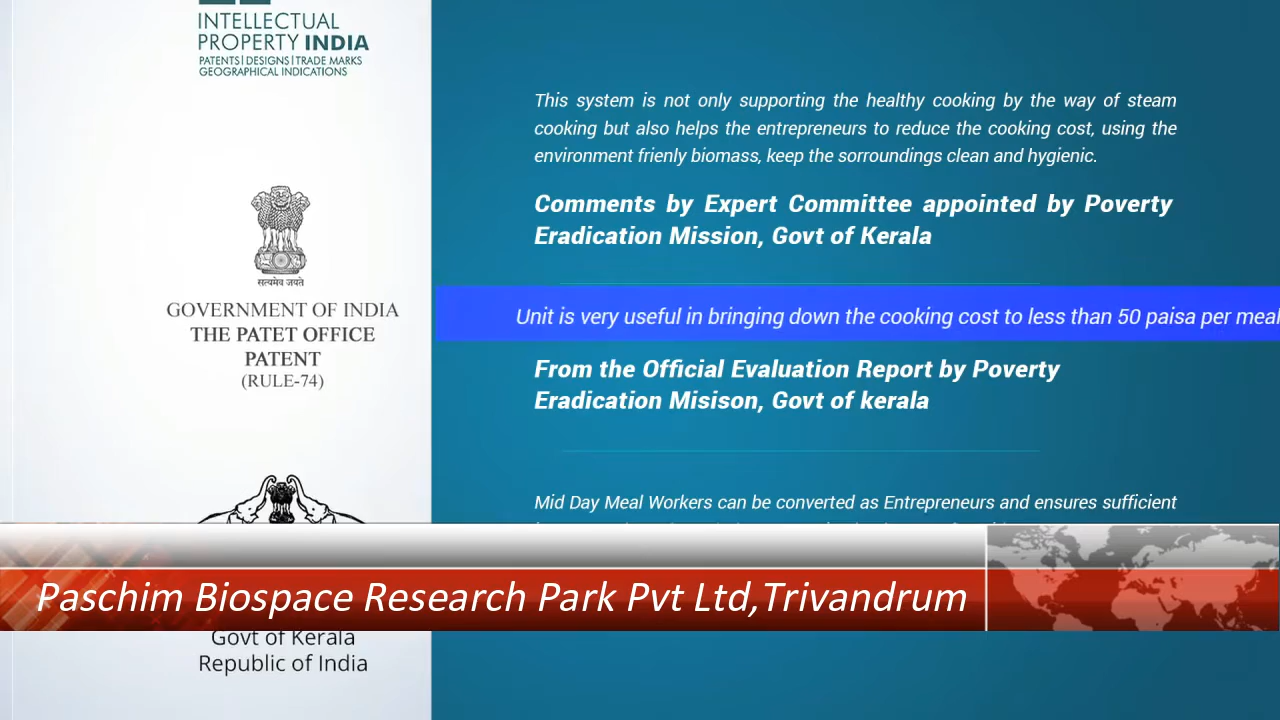 INTELLECTUAL
PROPERTY INDIA
PATENTS | DESIGNS | TRADE MARKS
GEOGRAPHICAL INDICATIONS
सत्यमेव जयते
GOVERNMENT OF INDIA
THE PATET OFFICE
PATENT
(RULE-74)
This system is not only supporting the healthy cooking by the way of steam
cooking but also helps the entrepreneurs to reduce the cooking cost, using the
environment frienly biomass, keep the sorroundings clean and hygienic.
Comments by Expert Committee appointed by Poverty
Eradication Mission, Govt of Kerala
Unit is very useful in bringing down the cooking cost to less than 50 paisa per meal
From the Official Evaluation Report by Poverty
Eradication Misison, Govt of kerala
Mid Day Meal Workers can be converted as Entrepreneurs and ensures sufficient
Paschim Biospace Research Park Pvt Ltd,Trivandrum
Govt of Kerala
Republic of India